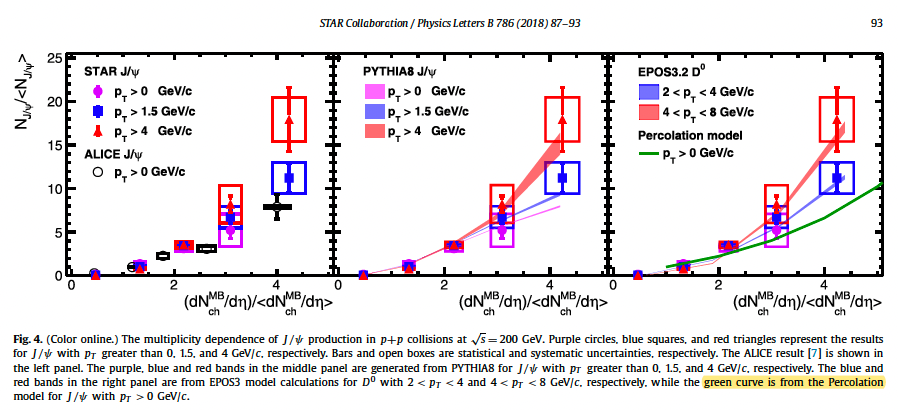 STAR Collaboration / Physics Letters B 786 (2018) 87–93 93
N_J/ψ/<N_J/ψ>
25
20
15
10
5
0
STAR J/ψ
p_T > 0 GeV/c
p_T > 1.5 GeV/c
p_T > 4 GeV/c
ALICE J/ψ
p_T > 0 GeV/c
0 2 4
(dN_ch^MB/dη)/<dN_ch^MB/dη>
PYTHIA8 J/ψ
p_T > 0 GeV/c
p_T > 1.5 GeV/c
p_T > 4 GeV/c
0 2 4
(dN_ch^MB/dη)/<dN_ch^MB/dη>
EPOS3.2 D^0
2 < p_T < 4 GeV/c
4 < p_T < 8 GeV/c
Percolation model
p_T > 0 GeV/c
0 2 4
(dN_ch^MB/dη)/<dN_ch^MB/dη>
Fig. 4. (Color online.) The multiplicity dependence of J/ψ production in p+p collisions at √s = 200 GeV. Purple circles, blue squares, and red triangles represent the results
for J/ψ with p_T greater than 0, 1.5, and 4 GeV/c, respectively. Bars and open boxes are statistical and systematic uncertainties, respectively. The ALICE result [7] is shown in
the left panel. The purple, blue and red bands in the middle panel are generated from PYTHIA8 for J/ψ with p_T greater than 0, 1.5, and 4 GeV/c, respectively. The blue and
red bands in the right panel are from EPOS3 model calculations for D^0 with 2 < p_T < 4 and 4 < p_T < 8 GeV/c, respectively, while the green curve is from the Percolation
model for J/ψ with p_T > 0 GeV/c.